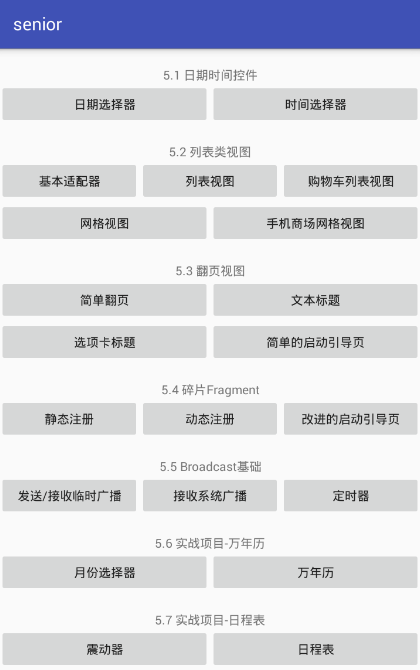 senior
5.1 日期时间控件
日期选择器 时间选择器
5.2 列表类视图
基本适配器 列表视图 购物车列表视图
网格视图 手机商场网格视图
5.3 翻页视图
简单翻页 文本标题
选项卡标题 简单的启动引导页
5.4 碎片Fragment
静态注册 动态注册 改进的启动引导页
5.5 Broadcast基础
发送/接收临时广播 接收系统广播 定时器
5.6 实战项目-万年历
月份选择器 万年历
5.7 实战项目-日程表
震动器 日程表